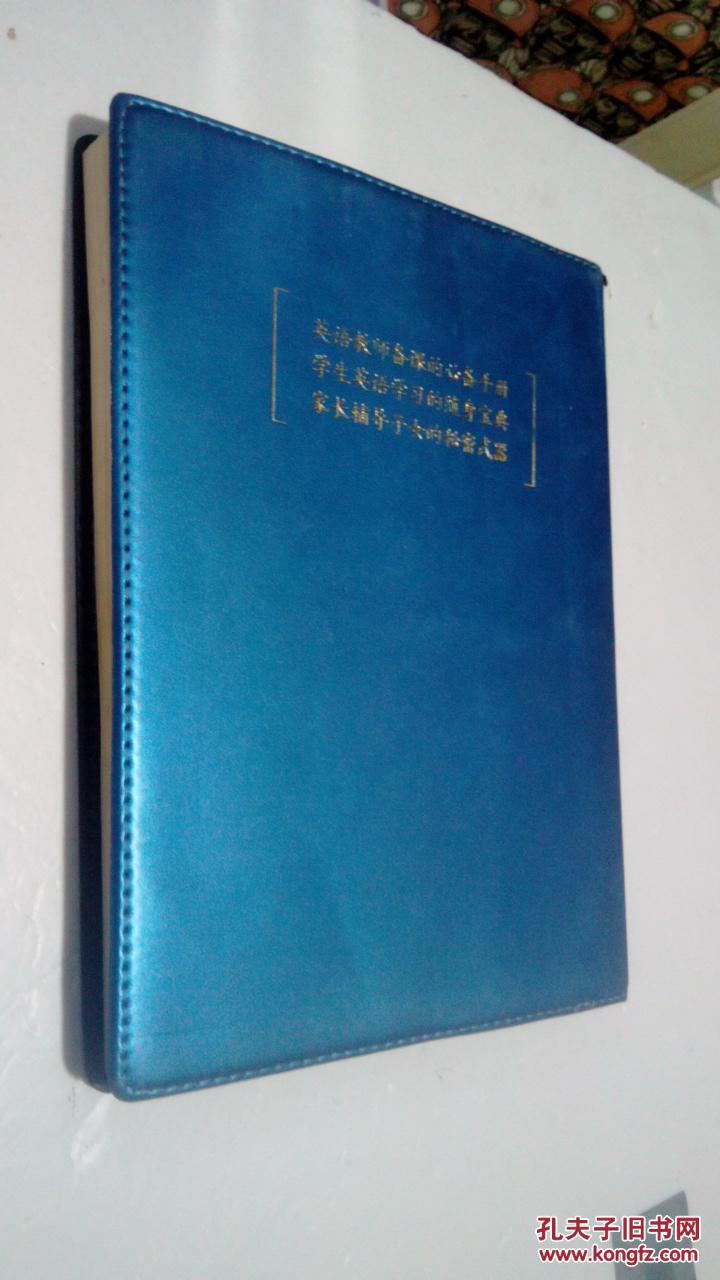 英语教师备课的必备手册
学生英语学习的随身宝典
家长辅导子女的秘密武器
孔夫子旧书网
www.kongfz.com